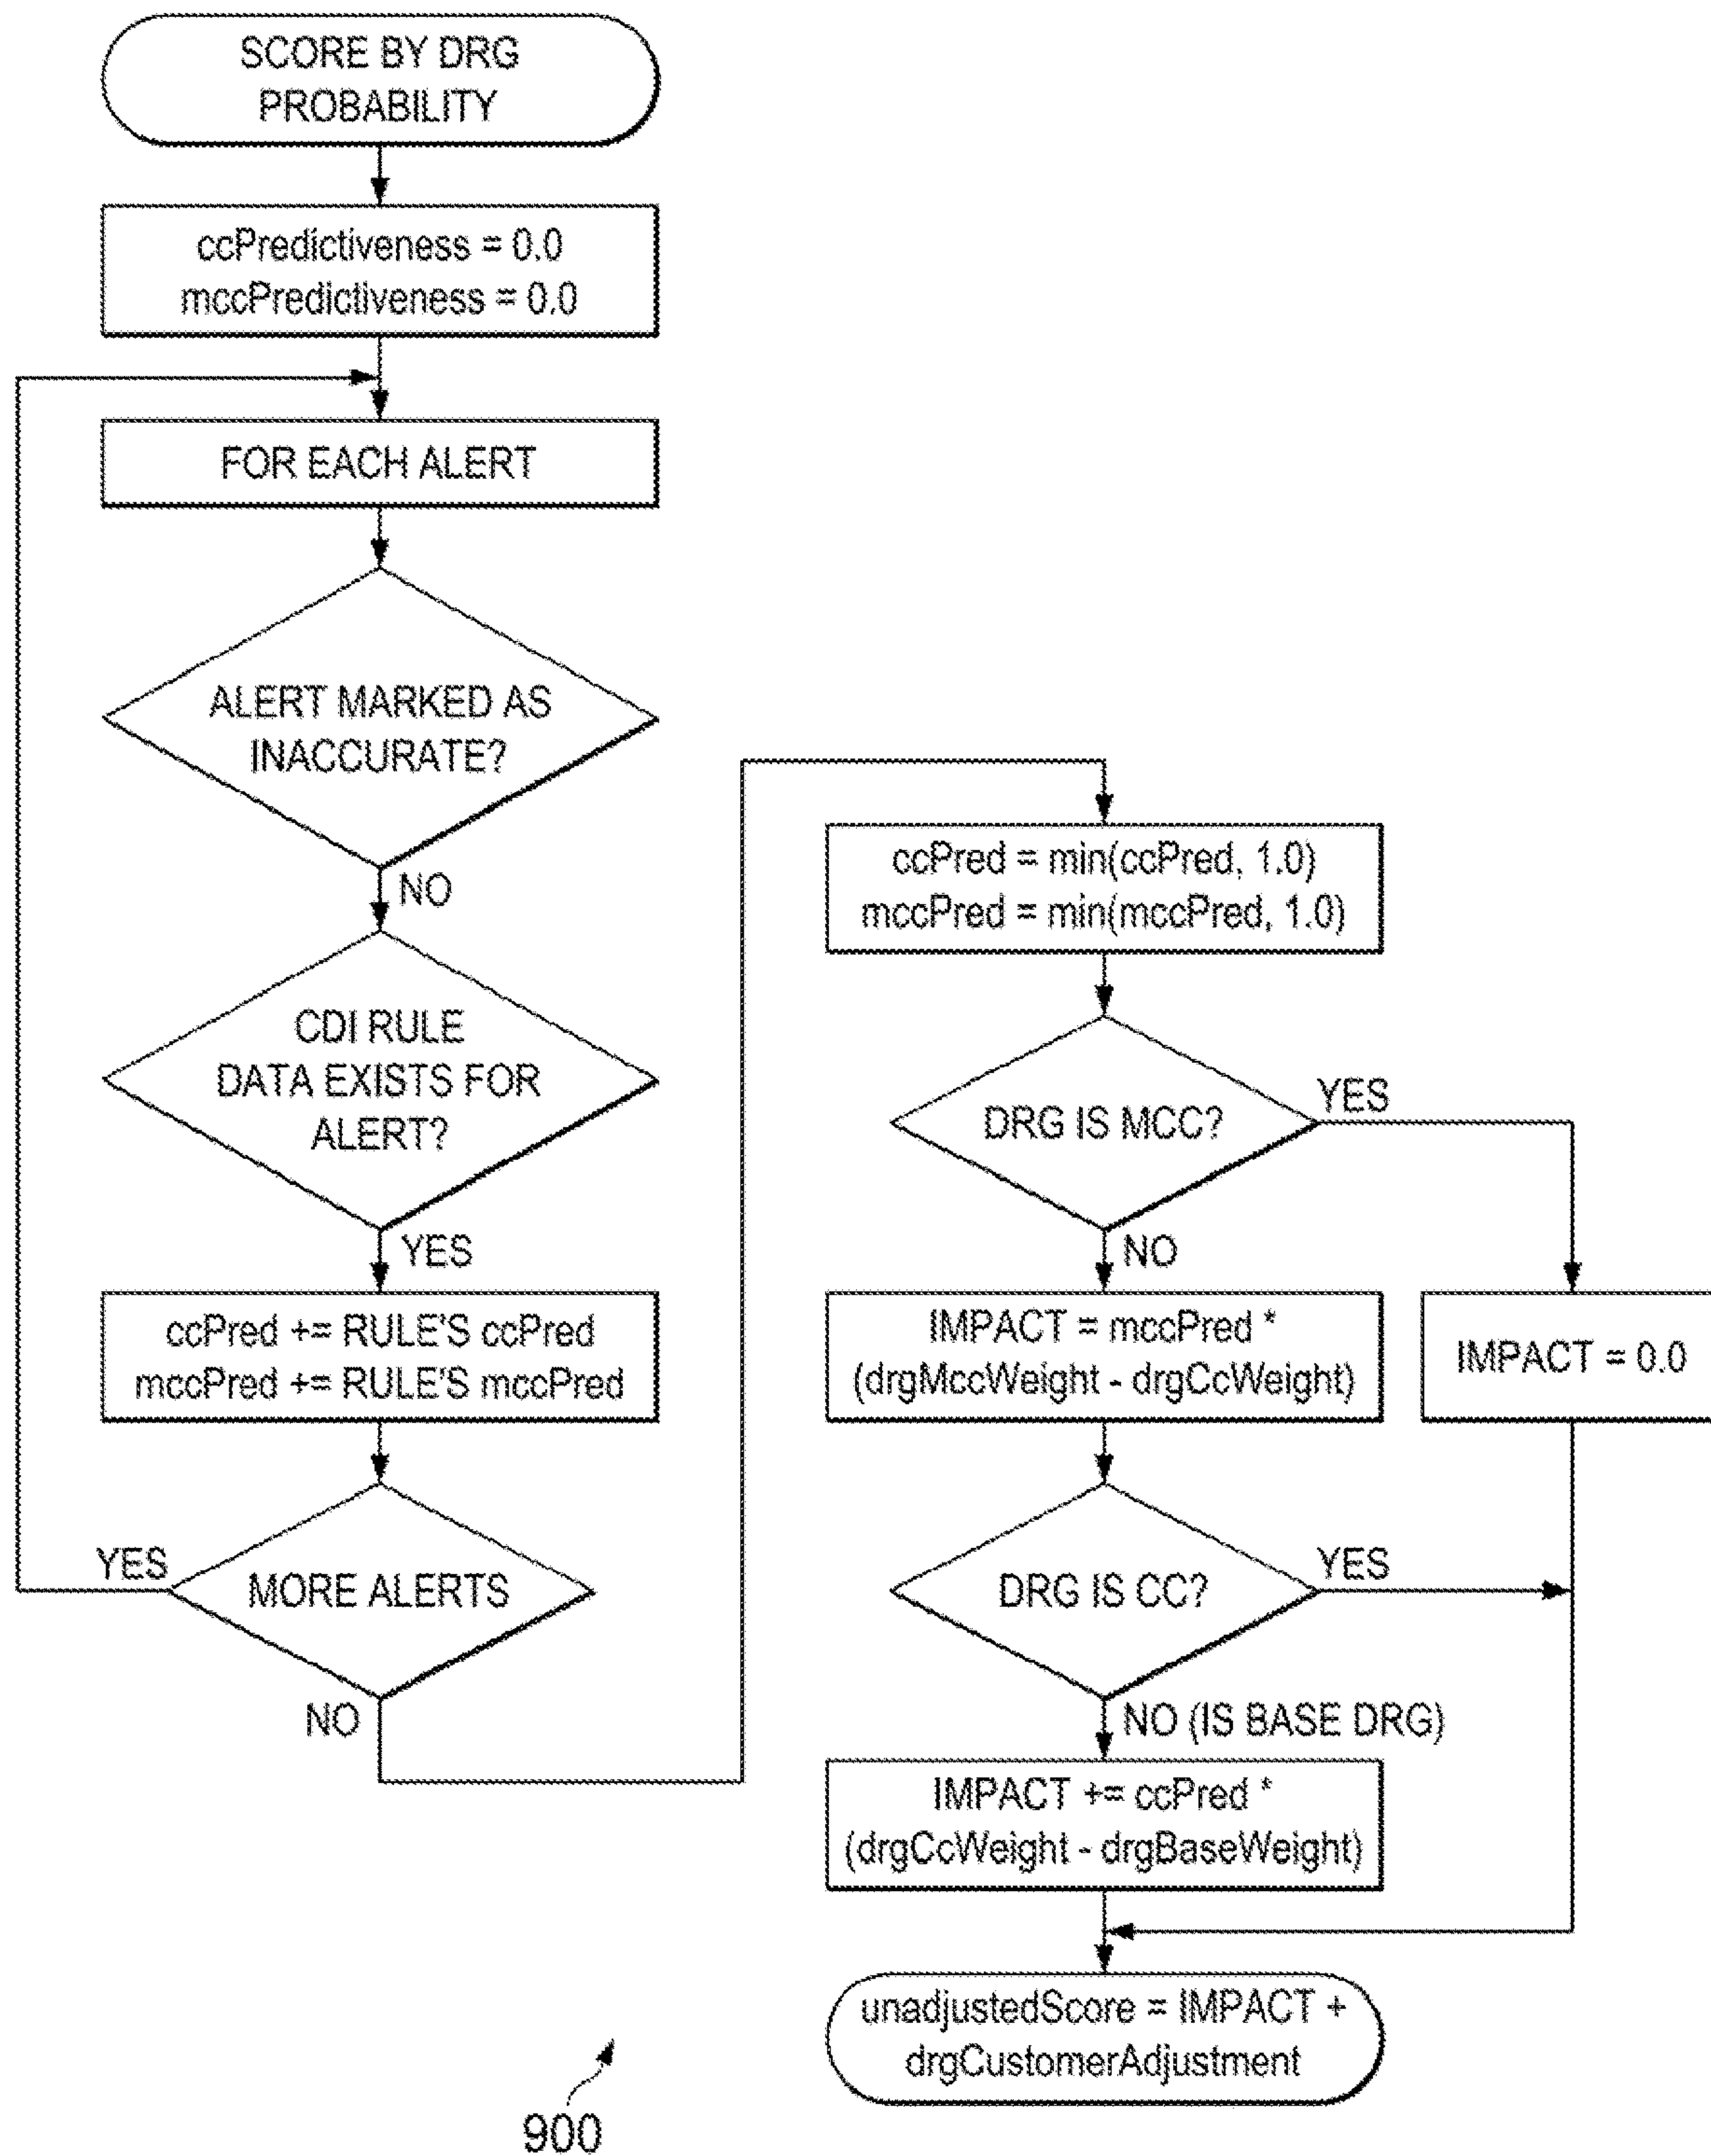 SCORE BY DRG
PROBABILITY
ccPredictiveness = 0.0
mccPredictiveness = 0.0
FOR EACH ALERT
ALERT MARKED AS
INACCURATE?
NO
CDI RULE
DATA EXISTS FOR
ALERT?
YES
ccPred += RULE'S ccPred
mccPred += RULE'S mccPred
YES
MORE ALERTS
NO
ccPred = min(ccPred, 1.0)
mccPred = min(mccPred, 1.0)
DRG IS MCC?
YES
NO
IMPACT = mccPred *
(drgMccWeight - drgCcWeight)
IMPACT = 0.0
DRG IS CC?
YES
NO (IS BASE DRG)
IMPACT += ccPred *
(drgCcWeight - drgBaseWeight)
unadjustedScore = IMPACT +
drgCustomerAdjustment
900